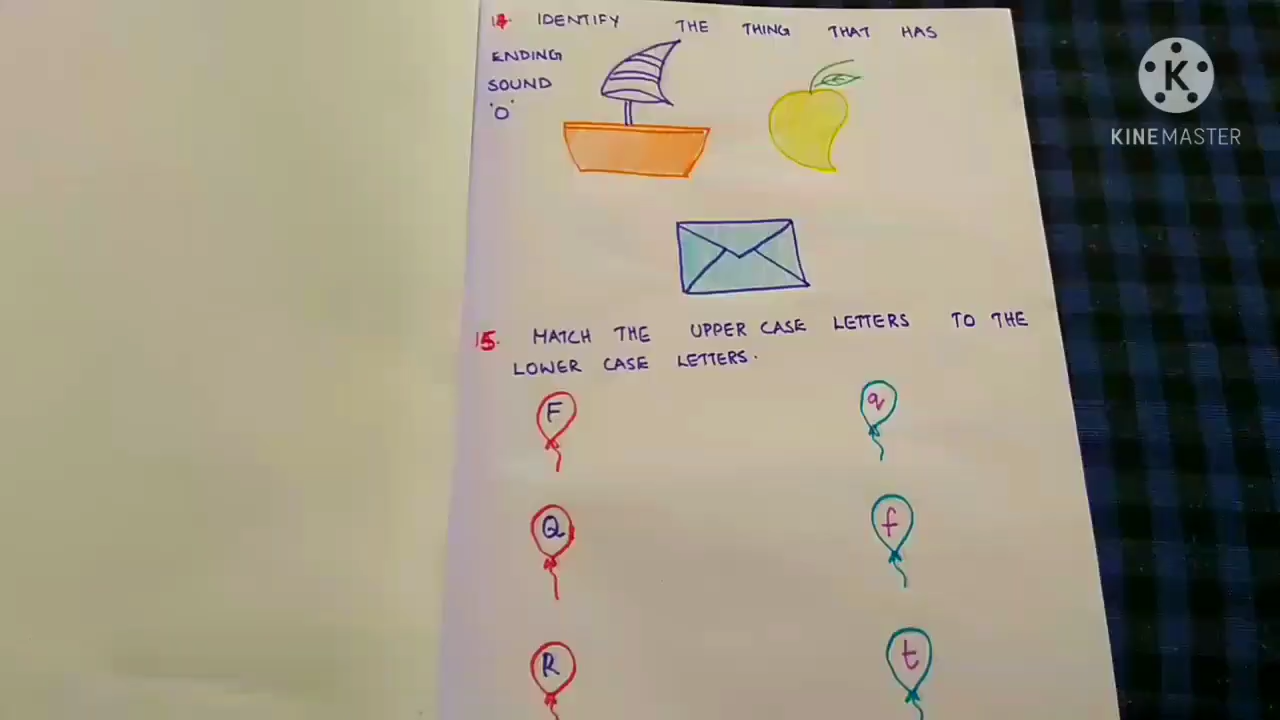 14. IDENTIFY THE THING THAT HAS
ENDING
SOUND
'O'
15. MATCH THE UPPER CASE LETTERS TO THE
LOWER CASE LETTERS.
F q
Q f
R t
K
KINEMASTER